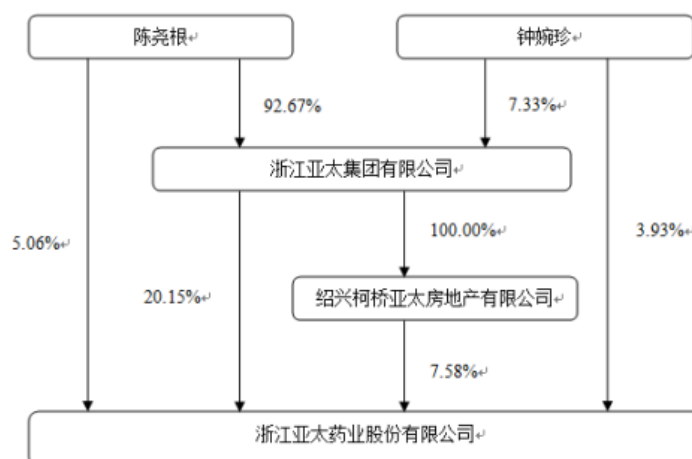 陈尧根
钟婉珍
92.67%
7.33%
浙江亚太集团有限公司
5.06%
100.00%
3.93%
20.15%
绍兴柯桥亚太房地产有限公司
7.58%
浙江亚太药业股份有限公司